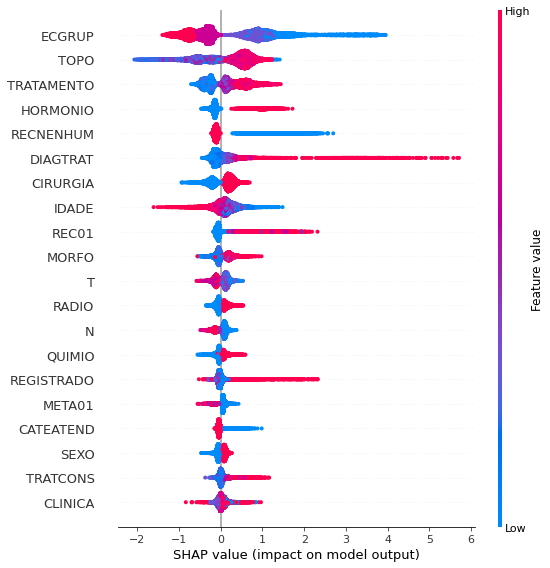 High
ECGRUP
TOPO
TRATAMENTO
HORMONIO
RECNENHUM
DIAGTRAT
CIRURGIA
IDADE
REC01
MORFO
T
RADIO
N
QUIMIO
REGISTRADO
META01
CATEATEND
SEXO
TRATCONS
CLINICA
Feature value
Low
−2 −1 0 1 2 3 4 5 6
SHAP value (impact on model output)